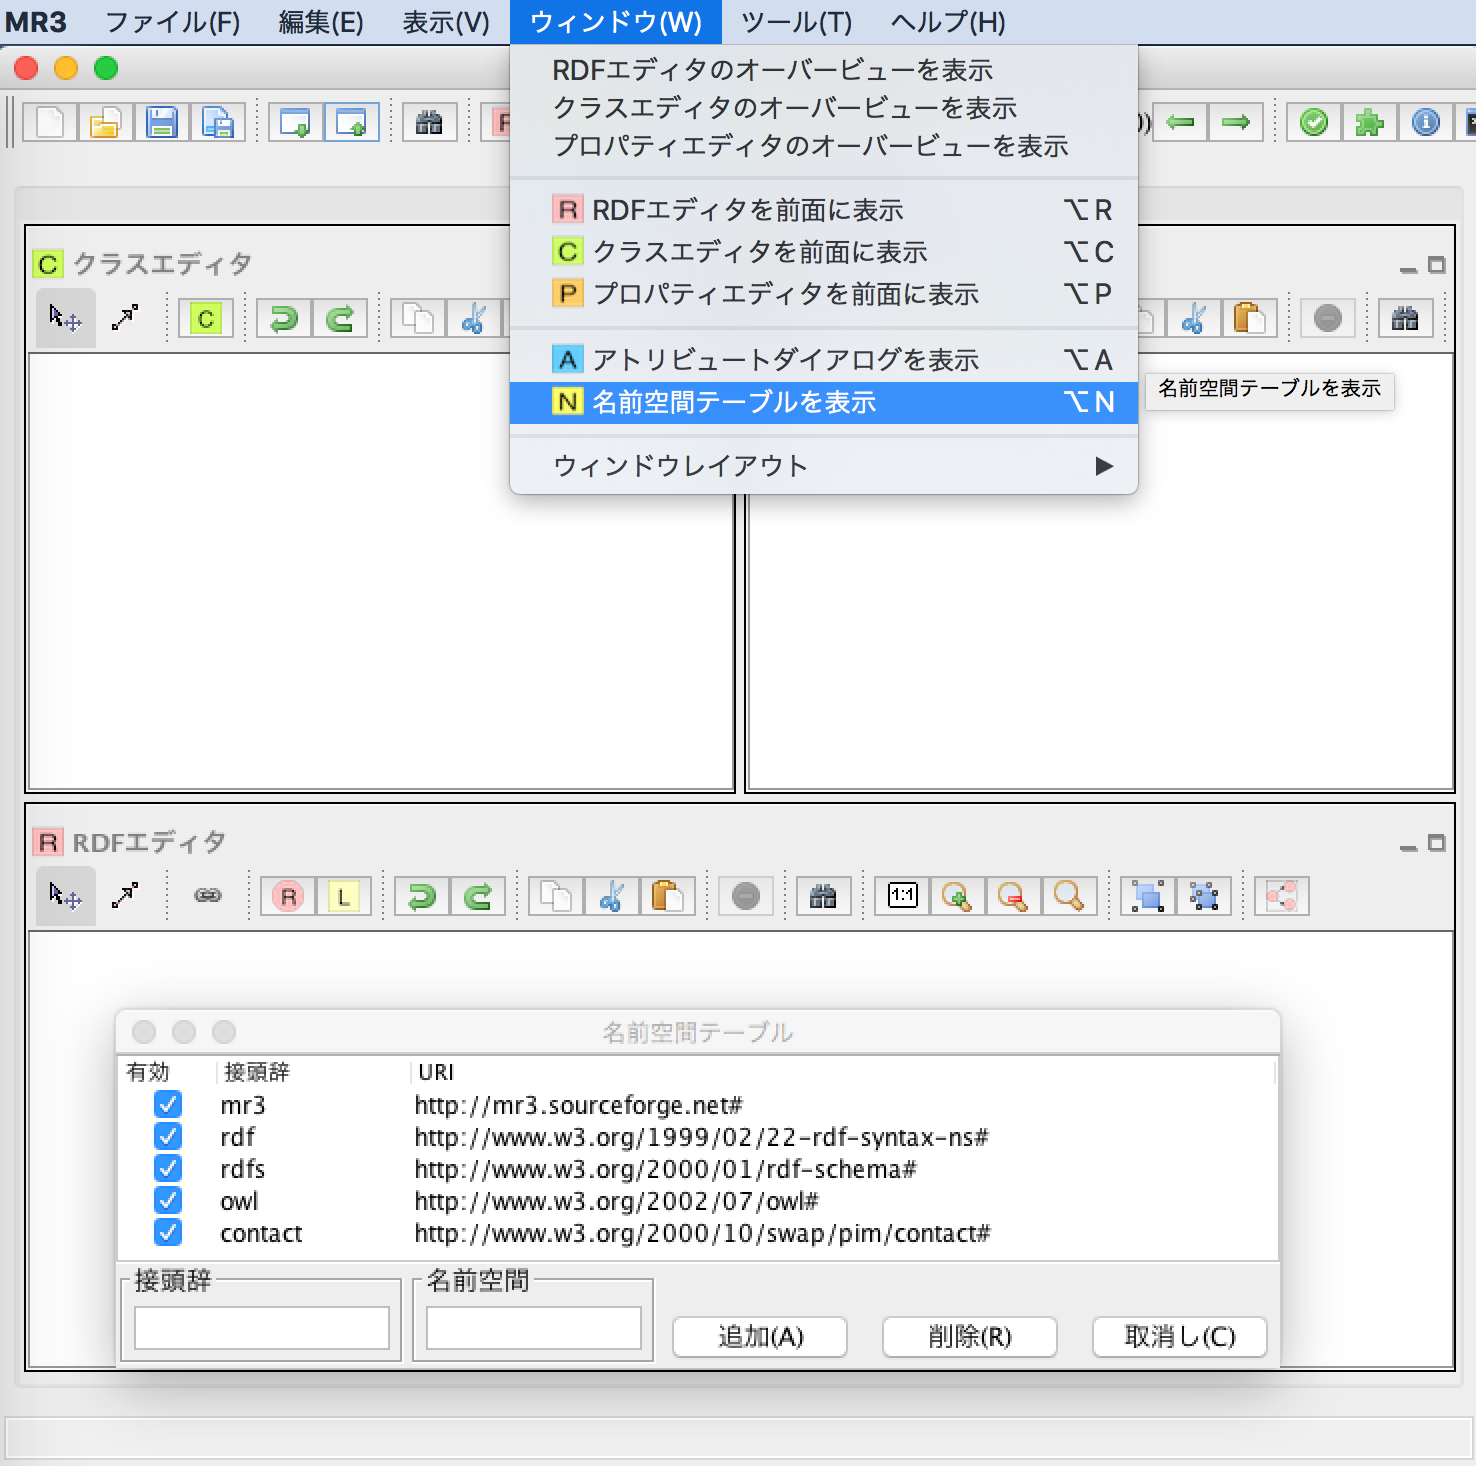 MR3 ファイル(F) 編集(E) 表示(V) ウィンドウ(W) ツール(T) ヘルプ(H)
RDFエディタのオーバービューを表示
クラスエディタのオーバービューを表示
プロパティエディタのオーバービューを表示
R RDFエディタを前面に表示 ⌥R
C クラスエディタを前面に表示 ⌥C
P プロパティエディタを前面に表示 ⌥P
A アトリビュートダイアログを表示 ⌥A
N 名前空間テーブルを表示 ⌥N
ウィンドウレイアウト ▶
名前空間テーブルを表示
C クラスエディタ
C
R RDFエディタ
R L 1:1
名前空間テーブル
有効 接頭辞 URI
mr3 http://mr3.sourceforge.net#
rdf http://www.w3.org/1999/02/22-rdf-syntax-ns#
rdfs http://www.w3.org/2000/01/rdf-schema#
owl http://www.w3.org/2002/07/owl#
contact http://www.w3.org/2000/10/swap/pim/contact#
接頭辞 名前空間
追加(A) 削除(R) 取消し(C)